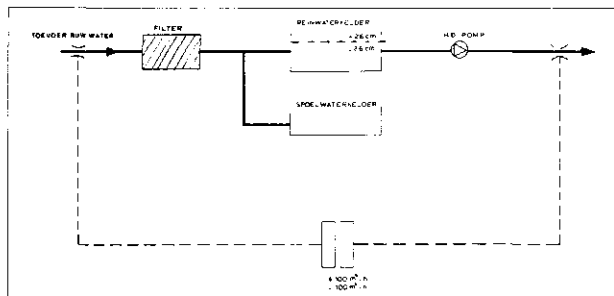 TOEVOER RUW WATER
FILTER
REINWATERKELDER
+26 cm
-26 cm
H.D. POMP
SPOELWATERKELDER
+100 m³/h
-100 m³/h